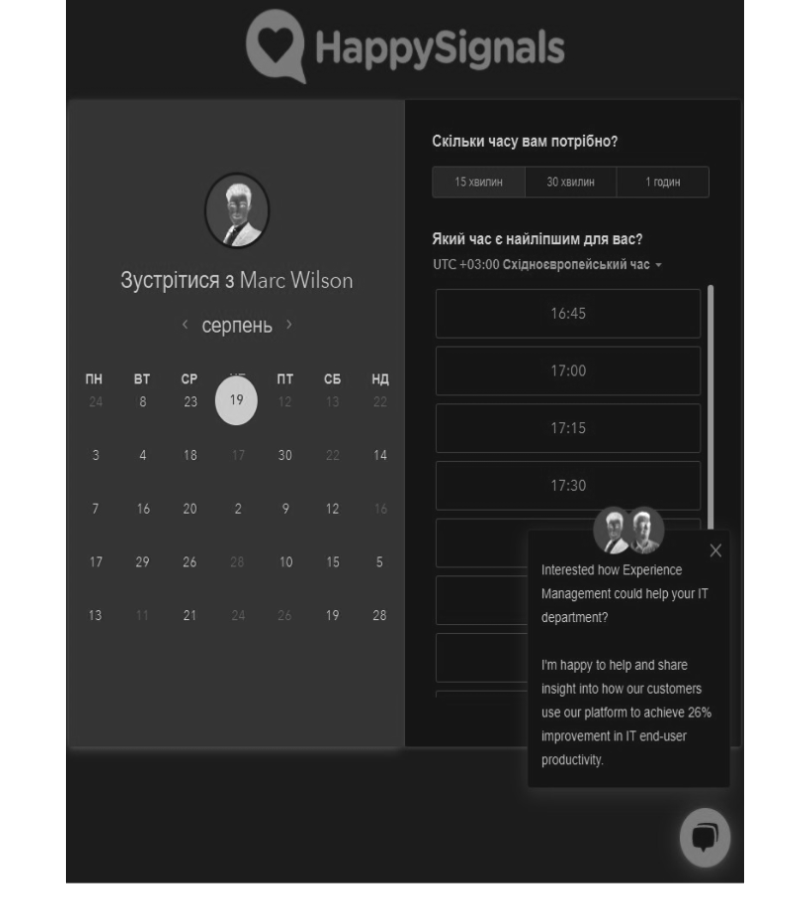 HappySignals
Зустрітися з Marc Wilson
серпень
ПН ВТ СР ПТ СБ НД
24 8 23 19 12 13 22
3 4 18 17 30 22 14
7 16 20 2 9 12 16
17 29 26 28 10 15 5
13 11 21 24 26 19 28
Скільки часу вам потрібно?
15 хвилин 30 хвилин 1 годин
Який час є найліпшим для вас?
UTC +03:00 Східноєвропейський час
16:45
17:00
17:15
17:30
Interested how Experience
Management could help your IT
department?
I'm happy to help and share
insight into how our customers
use our platform to achieve 26%
improvement in IT end-user
productivity.